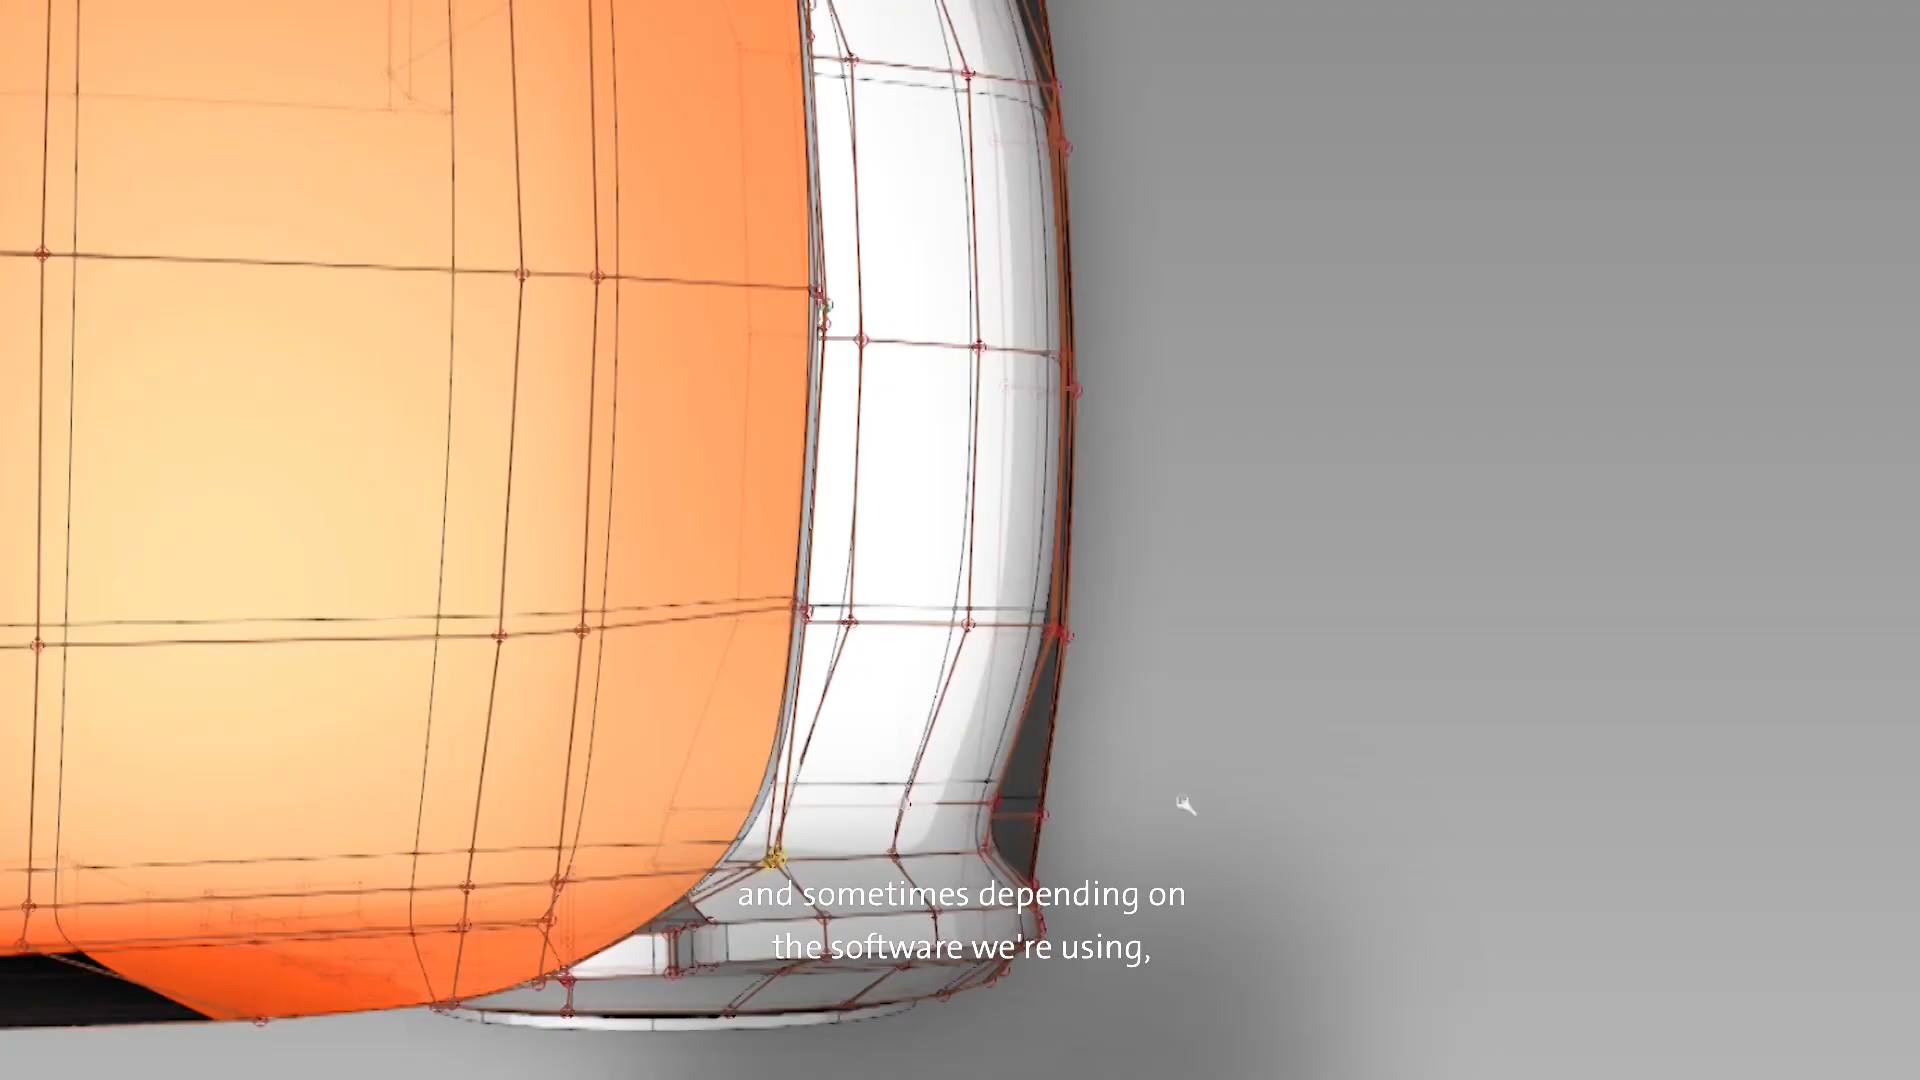 and sometimes depending on
the software we're using,